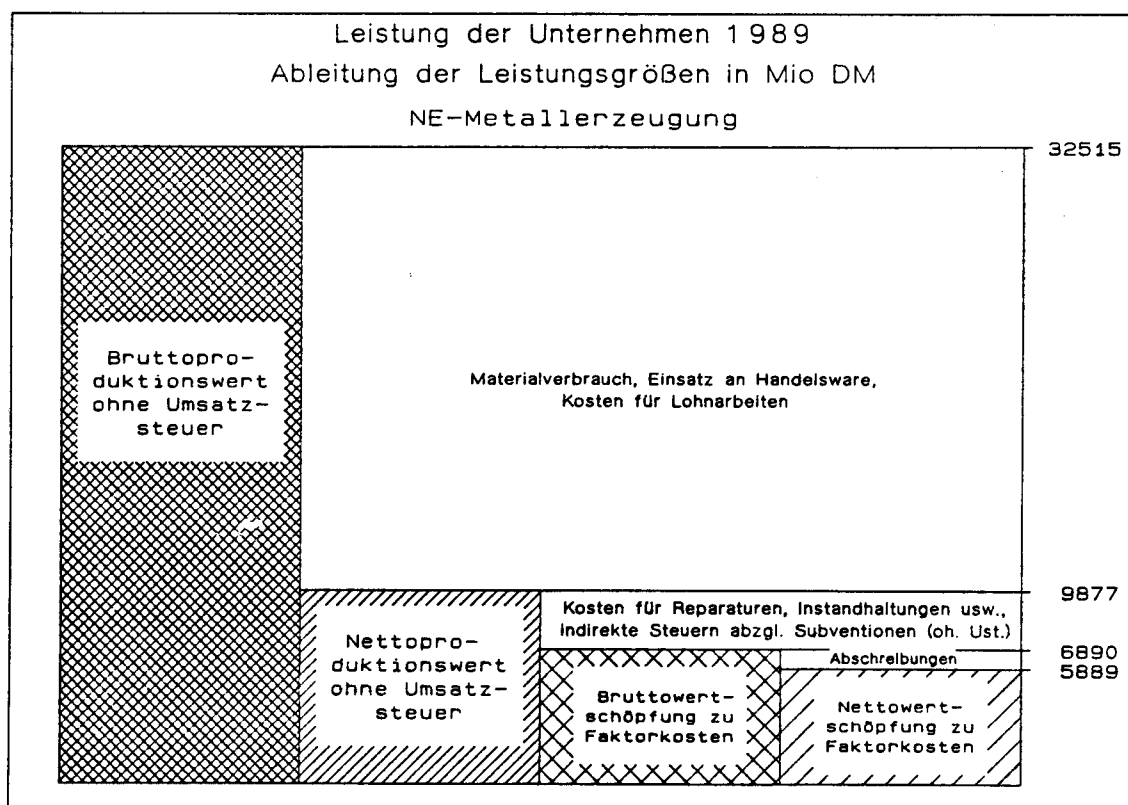 Leistung der Unternehmen 1989
Ableitung der Leistungsgrößen in Mio DM
NE-Metallerzeugung
32515
Bruttopro-
duktionswert
ohne Umsatz-
steuer
Materialverbrauch, Einsatz an Handelsware,
Kosten für Lohnarbeiten
9877
Kosten für Reparaturen, Instandhaltungen usw.,
Indirekte Steuern abzgl. Subventionen (oh. Ust.)
6890
Abschreibungen
5889
Nettopro-
duktionswert
ohne Umsatz-
steuer
Bruttowert-
schöpfung zu
Faktorkosten
Nettowert-
schöpfung zu
Faktorkosten